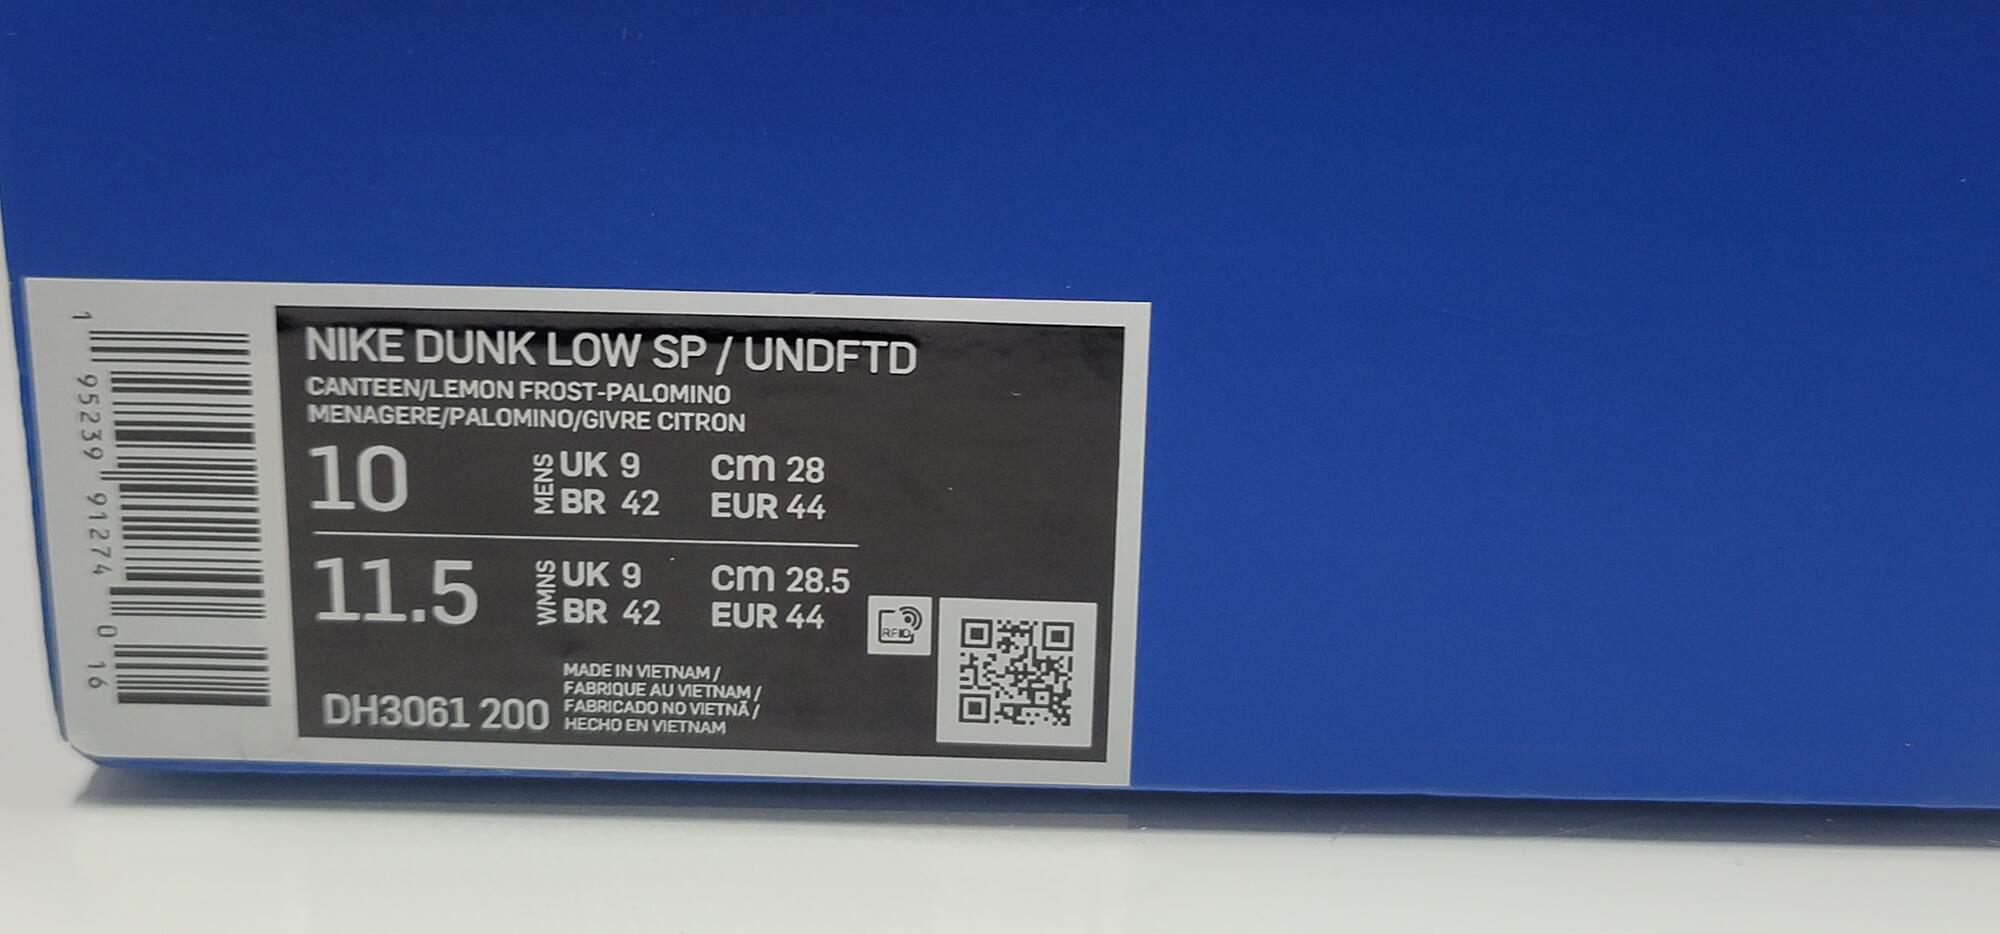 1 95239 91274 0 16
NIKE DUNK LOW SP / UNDFTD
CANTEEN/LEMON FROST-PALOMINO
MENAGERE/PALOMINO/GIVRE CITRON
10 MENS UK 9 cm 28
BR 42 EUR 44
11.5 WMNS UK 9 cm 28.5
BR 42 EUR 44
RFID
DH3061 200
MADE IN VIETNAM /
FABRIQUE AU VIETNAM /
FABRICADO NO VIETNÃ /
HECHO EN VIETNAM